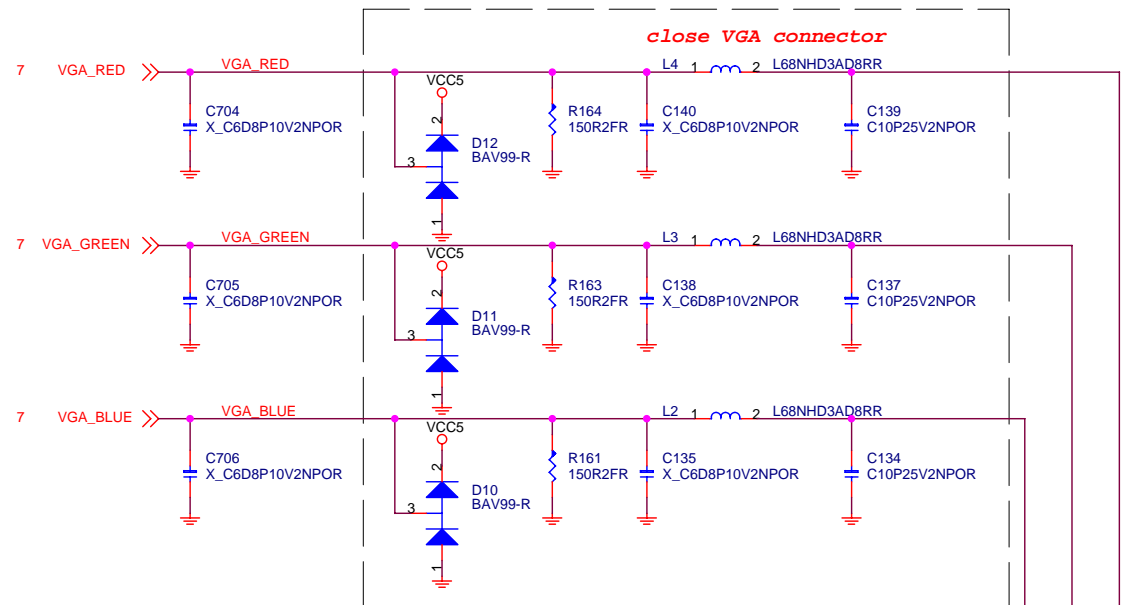 close VGA connector
7 VGA_RED VGA_RED L4 1 2 L68NHD3AD8RR
VCC5
C704
X_C6D8P10V2NPOR
2
3
1
D12
BAV99-R
R164
150R2FR
C140
X_C6D8P10V2NPOR
C139
C10P25V2NPOR
7 VGA_GREEN VGA_GREEN L3 1 2 L68NHD3AD8RR
VCC5
C705
X_C6D8P10V2NPOR
2
3
1
D11
BAV99-R
R163
150R2FR
C138
X_C6D8P10V2NPOR
C137
C10P25V2NPOR
7 VGA_BLUE VGA_BLUE L2 1 2 L68NHD3AD8RR
VCC5
C706
X_C6D8P10V2NPOR
2
3
1
D10
BAV99-R
R161
150R2FR
C135
X_C6D8P10V2NPOR
C134
C10P25V2NPOR